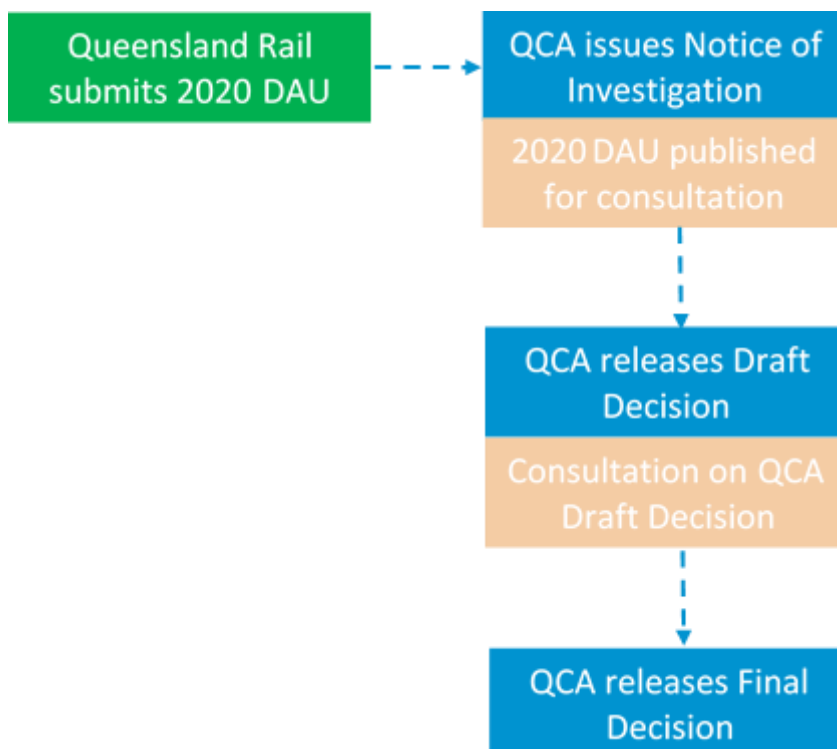 Queensland Rail
submits 2020 DAU
QCA issues Notice of
Investigation
2020 DAU published
for consultation
QCA releases Draft
Decision
Consultation on QCA
Draft Decision
QCA releases Final
Decision